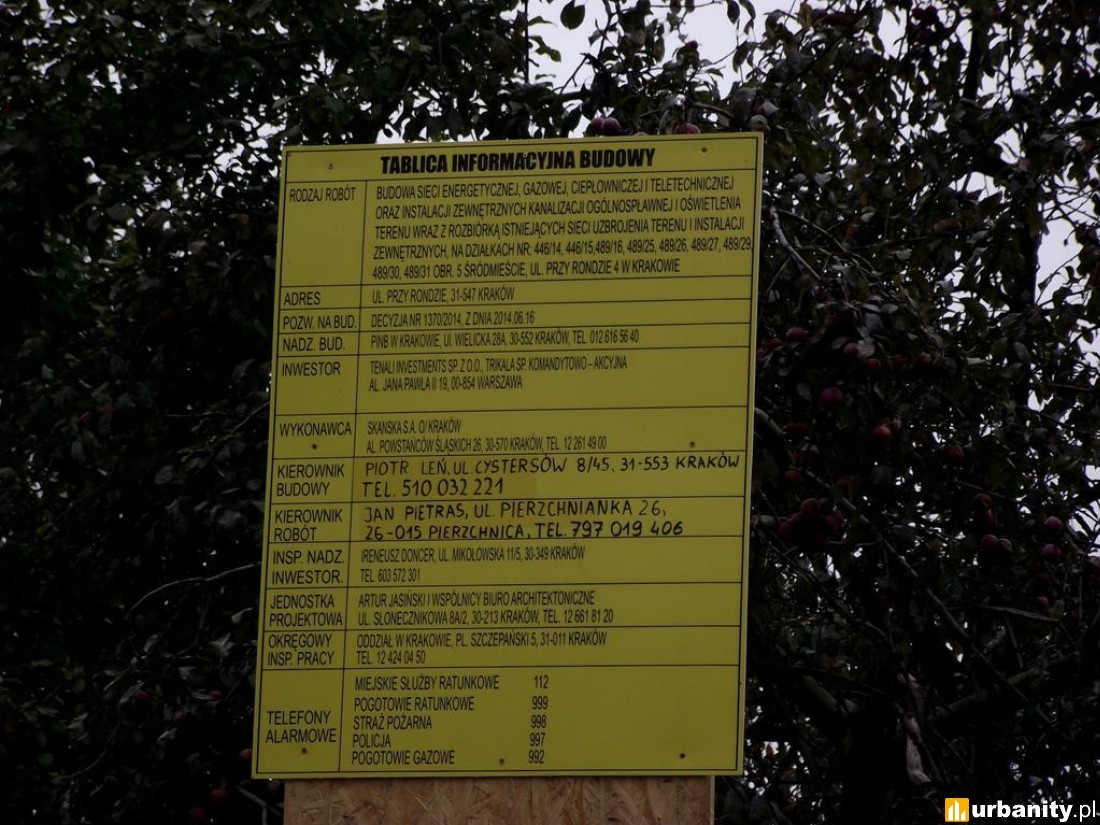 TABLICA INFORMACYJNA BUDOWY
RODZAJ ROBÓT
BUDOWA SIECI ENERGETYCZNEJ, GAZOWEJ, CIEPŁOWNICZEJ I TELETECHNICZNEJ
ORAZ INSTALACJI ZEWNĘTRZNYCH KANALIZACJI OGÓLNOSPŁAWNEJ I OŚWIETLENIA
TERENU WRAZ Z ROZBIÓRKĄ ISTNIEJĄCYCH SIECI UZBROJENIA TERENU I INSTALACJI
ZEWNĘTRZNYCH, NA DZIAŁKACH NR: 446/14, 446/15,489/16, 489/25, 489/26, 489/27, 489/29,
489/30, 489/31 OBR. 5 ŚRÓDMIEŚCIE, UL. PRZY RONDZIE 4 W KRAKOWIE
ADRES
UL. PRZY RONDZIE, 31-547 KRAKÓW
POZW. NA BUD.
DECYZJA NR 1370/2014, Z DNIA 2014.06.16
NADZ. BUD.
PINB W KRAKOWIE, UL WIELICKA 28A, 30-552 KRAKÓW, TEL. 012 616 56 40
INWESTOR
TENALI INVESTMENTS SP. Z O.O., TRIKALA SP. KOMANDYTOWO – AKCYJNA
AL. JANA PAWŁA II 19, 00-854 WARSZAWA
WYKONAWCA
SKANSKA S.A. O/ KRAKÓW
AL. POWSTAŃCÓW ŚLĄSKICH 26, 30-570 KRAKÓW, TEL. 12 261 49 00
KIEROWNIK
BUDOWY
PIOTR LEŃ, UL. CYSTERSÓW 8/45, 31-553 KRAKÓW
TEL. 510 032 221
KIEROWNIK
ROBÓT
JAN PIETRAS, UL. PIERZCHNIANKA 26,
26-015 PIERZCHNICA, TEL. 797 019 406
INSP. NADZ.
INWESTOR.
IRENEUSZ DONCER, UL. MIKOŁOWSKA 11/5, 30-349 KRAKÓW
TEL. 603 572 301
JEDNOSTKA
PROJEKTOWA
ARTUR JASIŃSKI I WSPÓLNICY BIURO ARCHITEKTONICZNE
UL. SŁONECZNIKOWA 8A/2, 30-213 KRAKÓW, TEL. 12 661 81 20
OKRĘGOWY
INSP. PRACY
ODDZIAŁ W KRAKOWIE, PL. SZCZEPAŃSKI 5, 31-011 KRAKÓW
TEL. 12 424 04 50
TELEFONY
ALARMOWE
MIEJSKIE SŁUŻBY RATUNKOWE 112
POGOTOWIE RATUNKOWE 999
STRAŻ POŻARNA 998
POLICJA 997
POGOTOWIE GAZOWE 992
urbanity.pl